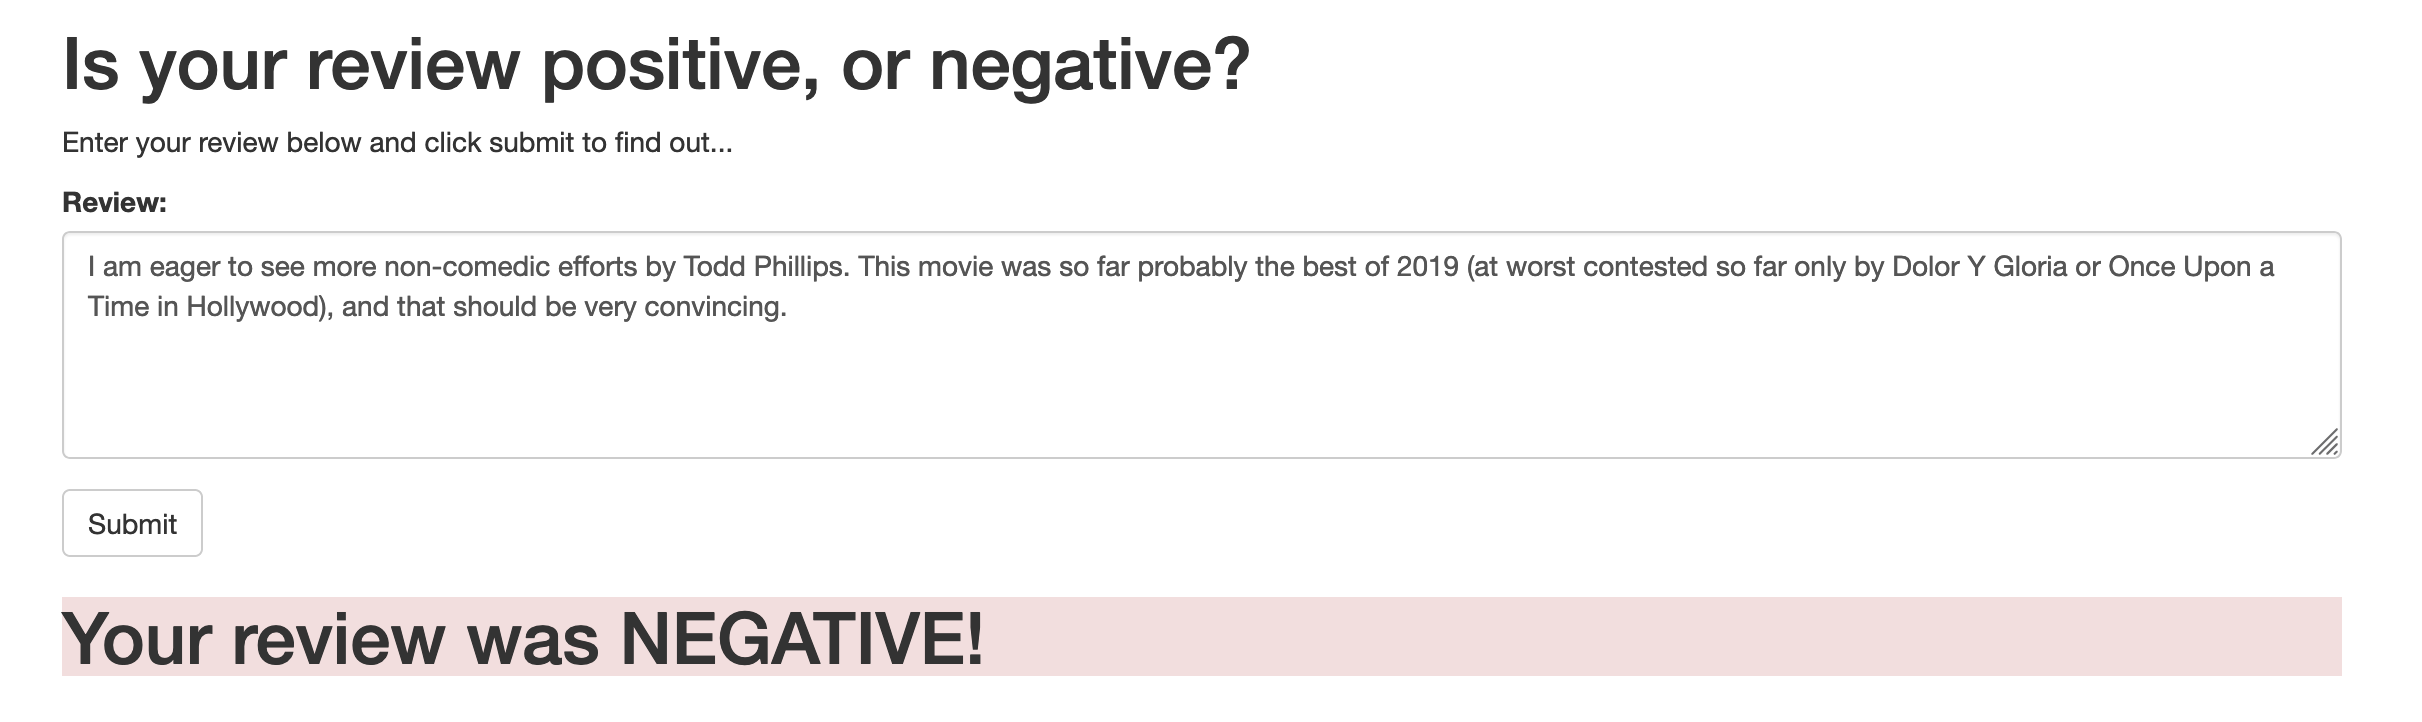 Is your review positive, or negative?
Enter your review below and click submit to find out...
Review:
I am eager to see more non-comedic efforts by Todd Phillips. This movie was so far probably the best of 2019 (at worst contested so far only by Dolor Y Gloria or Once Upon a
Time in Hollywood), and that should be very convincing.
Submit
Your review was NEGATIVE!